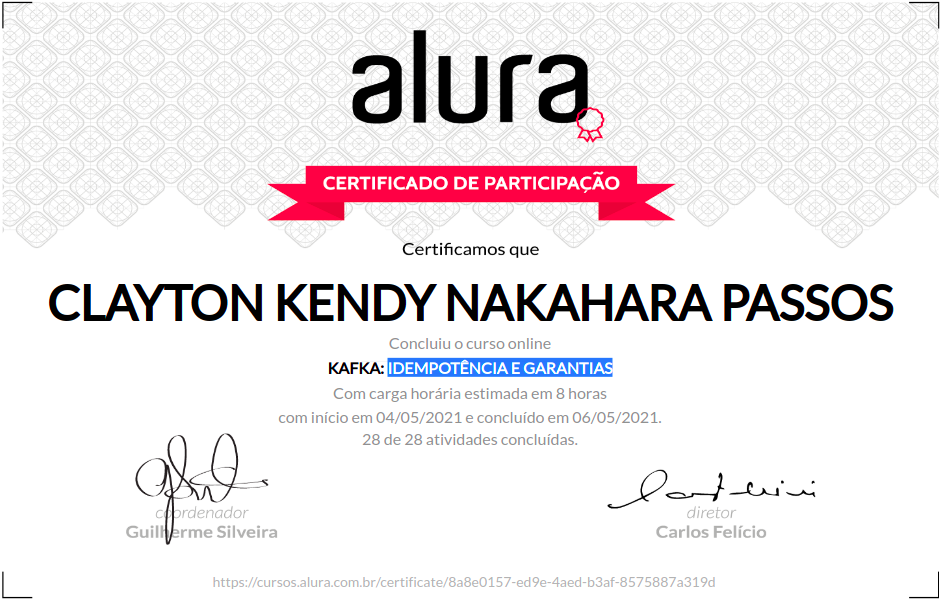 alura
CERTIFICADO DE PARTICIPAÇÃO
Certificamos que
CLAYTON KENDY NAKAHARA PASSOS
Concluiu o curso online
KAFKA: IDEMPOTÊNCIA E GARANTIAS
Com carga horária estimada em 8 horas
com início em 04/05/2021 e concluído em 06/05/2021.
28 de 28 atividades concluídas.
coordenador
Guilherme Silveira
diretor
Carlos Felício
https://cursos.alura.com.br/certificate/8a8e0157-ed9e-4aed-b3af-8575887a319d